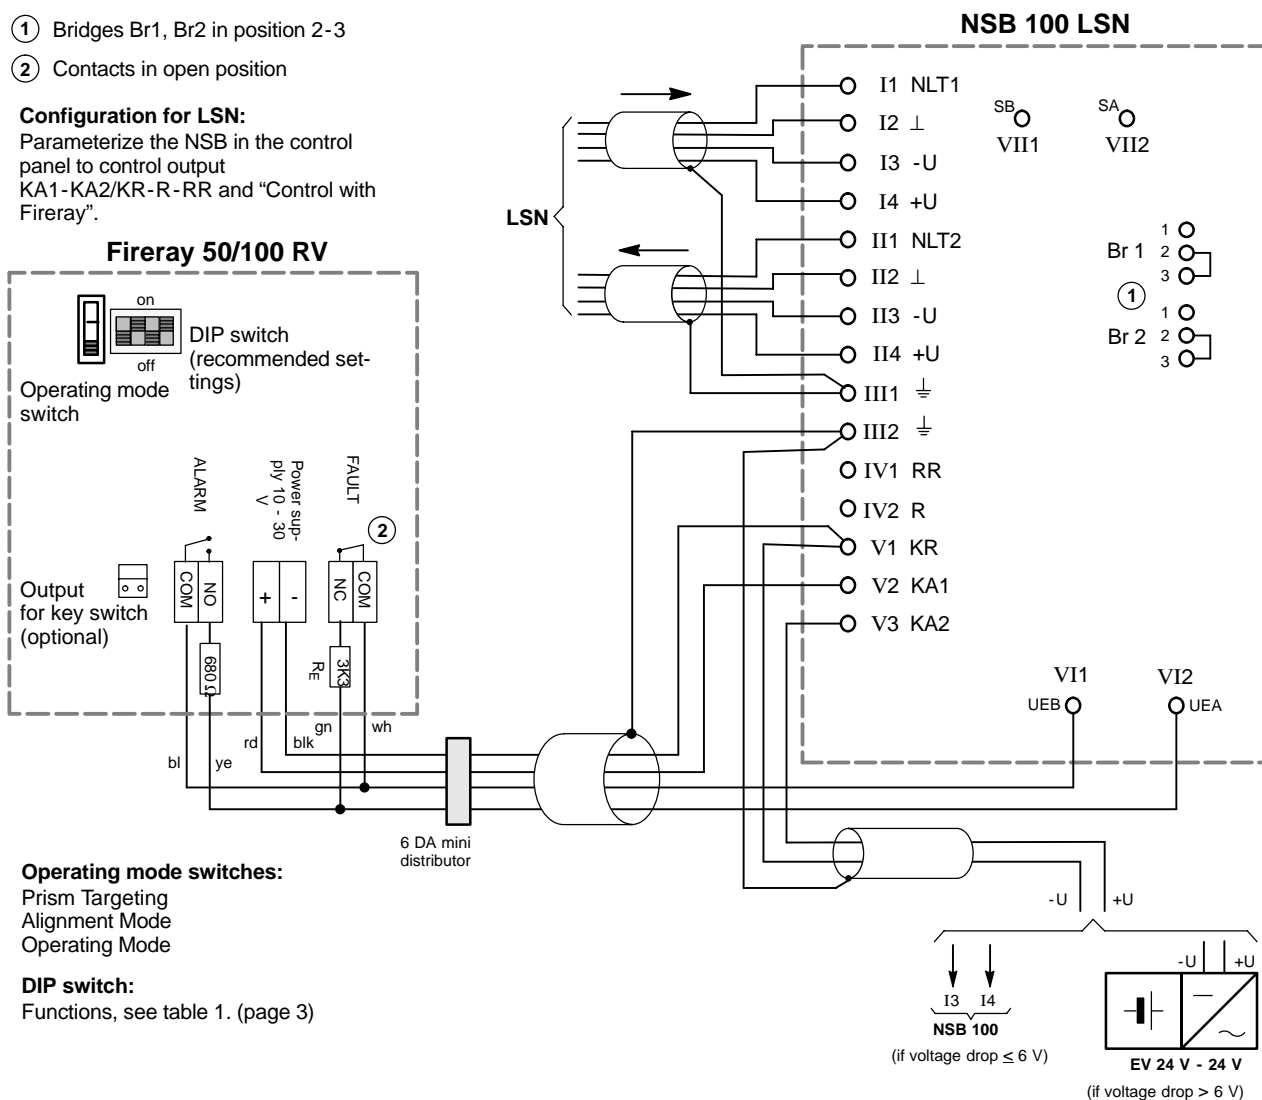 1 Bridges Br1, Br2 in position 2-3
2 Contacts in open position
Configuration for LSN:
Parameterize the NSB in the control
panel to control output
KA1-KA2/KR-R-RR and “Control with
Fireray”.
Fireray 50/100 RV
on
off
DIP switch
(recommended set-
tings)
Operating mode
switch
ALARM
Power sup-
ply 10 - 30
V
FAULT
2
Output
for key switch
(optional)
COM
NO
+
-
NC
COM
680 Ω
RE
3K3
bl
ye
rd
blk
gn
wh
6 DA mini
distributor
LSN
NSB 100 LSN
I1 NLT1
I2 ⊥
I3 -U
I4 +U
II1 NLT2
II2 ⊥
II3 -U
II4 +U
III1 ⏚
III2 ⏚
IV1 RR
IV2 R
V1 KR
V2 KA1
V3 KA2
SB
VII1
SA
VII2
Br 1
1
2
3
1
Br 2
1
2
3
VI1
UEB
VI2
UEA
-U
+U
I3 I4
NSB 100
(if voltage drop ≤ 6 V)
-U
+U
EV 24 V - 24 V
(if voltage drop > 6 V)
Operating mode switches:
Prism Targeting
Alignment Mode
Operating Mode
DIP switch:
Functions, see table 1. (page 3)